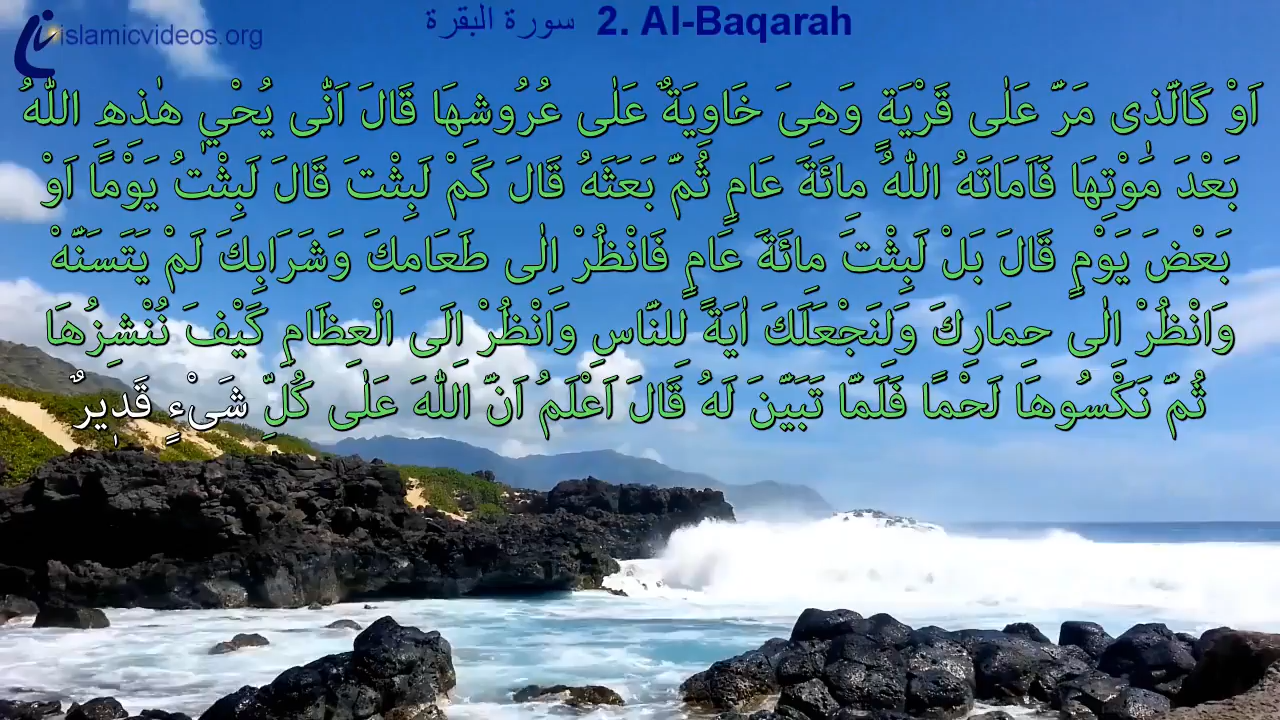 islamicvideos.org
سورة البقرة 2. Al-Baqarah
اَوْ كَالَّذِى مَرَّ عَلٰى قَرْيَةٍ وَهِىَ خَاوِيَةٌ عَلٰى عُرُوشِهَا قَالَ اَنّٰى يُحْيٖ هٰذِهِ اللّٰهُ
بَعْدَ مَوْتِهَا فَاَمَاتَهُ اللّٰهُ مِائَةَ عَامٍ ثُمَّ بَعَثَهُ قَالَ كَمْ لَبِثْتَ قَالَ لَبِثْتُ يَوْمًا اَوْ
بَعْضَ يَوْمٍ قَالَ بَلْ لَبِثْتَ مِائَةَ عَامٍ فَانْظُرْ اِلٰى طَعَامِكَ وَشَرَابِكَ لَمْ يَتَسَنَّهْ
وَانْظُرْ اِلٰى حِمَارِكَ وَلِنَجْعَلَكَ اٰيَةً لِلنَّاسِ وَانْظُرْ اِلَى الْعِظَامِ كَيْفَ نُنْشِزُهَا
ثُمَّ نَكْسُوهَا لَحْمًا فَلَمَّا تَبَيَّنَ لَهُ قَالَ اَعْلَمُ اَنَّ اللّٰهَ عَلٰى كُلِّ شَىْءٍ قَدٖيرٌ